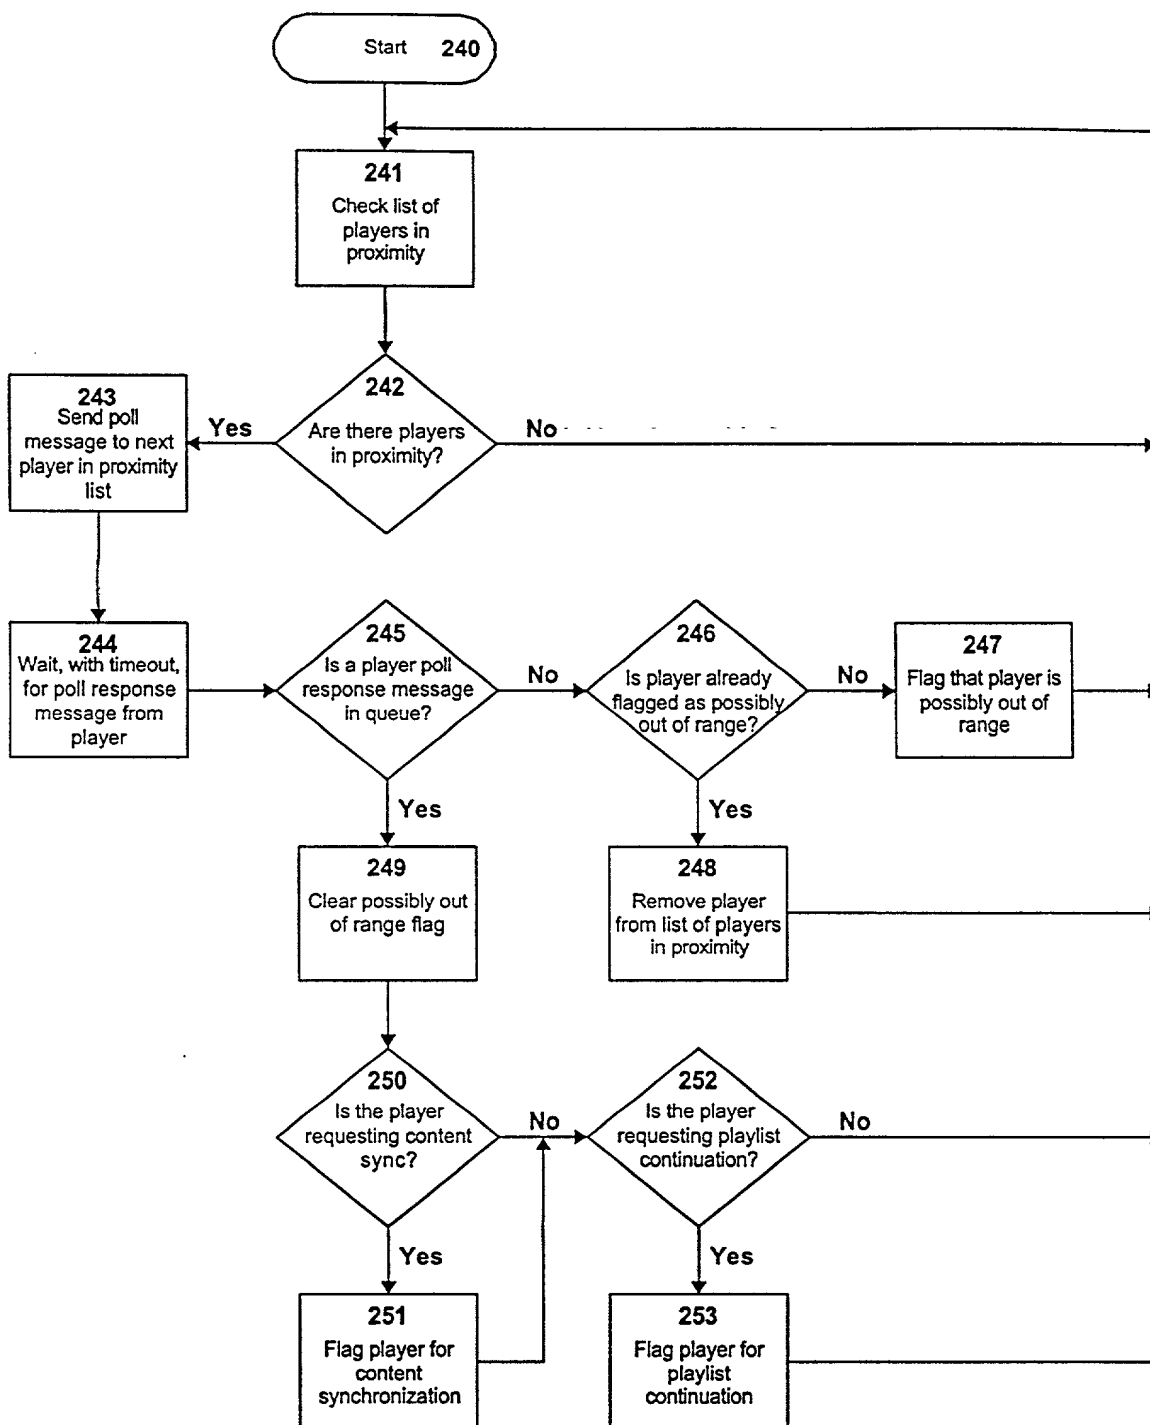 Start 240
241
Check list of
players in
proximity
242
Are there players
in proximity?
Yes
No
243
Send poll
message to next
player in proximity
list
244
Wait, with timeout,
for poll response
message from
player
245
Is a player poll
response message
in queue?
No
Yes
246
Is player already
flagged as possibly
out of range?
No
Yes
247
Flag that player is
possibly out of
range
249
Clear possibly out
of range flag
248
Remove player
from list of players
in proximity
250
Is the player
requesting content
sync?
No
Yes
252
Is the player
requesting playlist
continuation?
No
Yes
251
Flag player for
content
synchronization
253
Flag player for
playlist
continuation